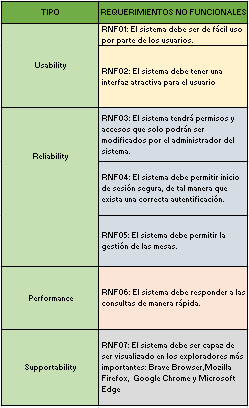 TIPO
REQUERIMIENTOS NO FUNCIONALES
Usability
RNF01: El sistema debe ser de fácil uso
por parte de los usuarios.
RNF02: El sistema debe tener una
interfaz atractiva para el usuario
Reliability
RNF03: El sistema tendrá permisos y
accesos que solo podrán ser
modificados por el administrador del
sistema.
RNF04: El sistema debe permitir inicio
de sesión segura, de tal manera que
exista una correcta autentificación.
RNF05: El sistema debe permitir la
gestión de las mesas.
Performance
RNF06: El sistema debe responder a las
consultas de manera rápida.
Supportability
RNF07: El sistema debe ser capaz de
ser visualizado en los exploradores más
importantes: Brave Browser,Mozilla
Firefox, Google Chrome y Microsoft
Edge